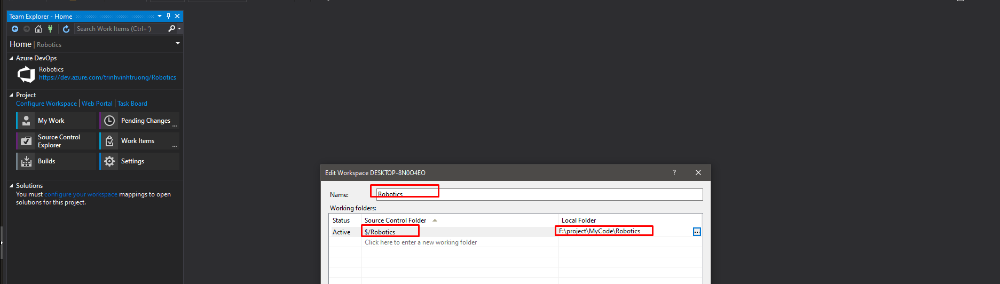 Team Explorer - Home
Search Work Items (Ctrl+')
Home | Robotics
Azure DevOps
Robotics
https://dev.azure.com/trinhvinhtruong/Robotics
Project
Configure Workspace | Web Portal | Task Board
My Work
Pending Changes
...
Source Control
Explorer
Work Items
...
Builds
Settings
Solutions
You must configure your workspace mappings to open
solutions for this project.
Edit Workspace DESKTOP-8N0O4EO
?
Name:
Robotics
Working folders:
Status
Source Control Folder
Local Folder
Active
$/Robotics
F:\project\MyCode\Robotics
...
Click here to enter a new working folder